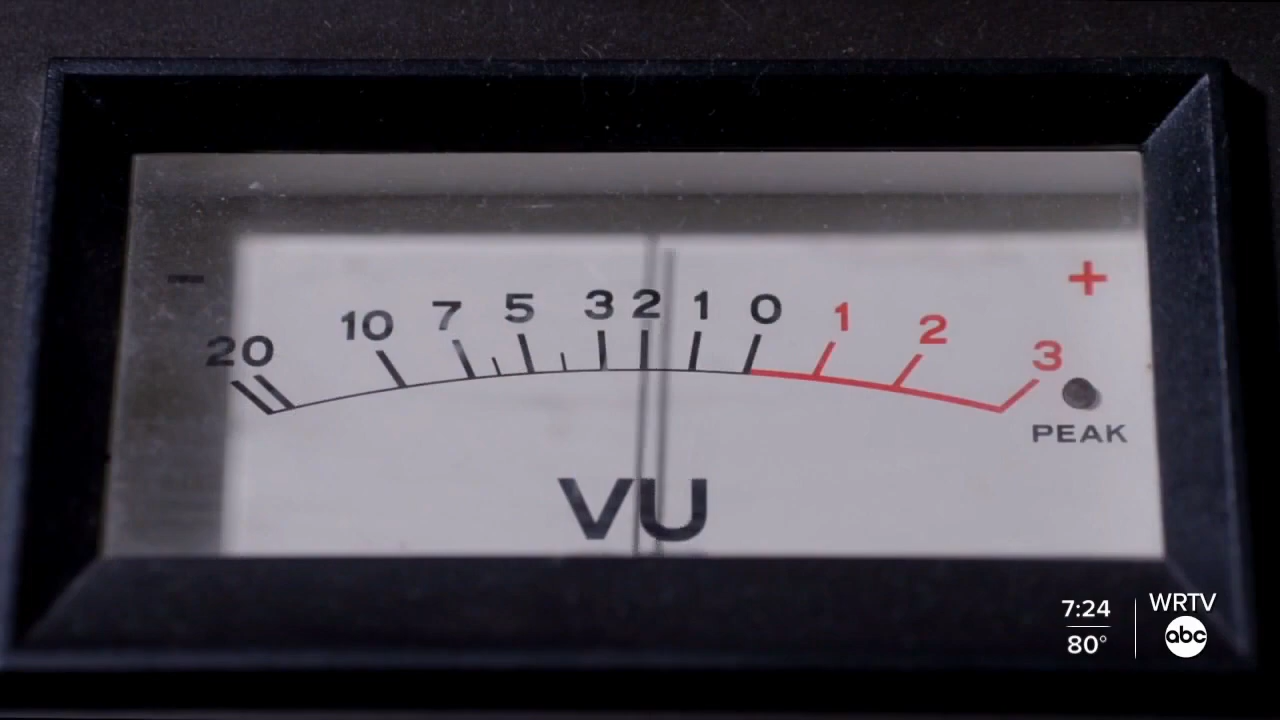 − +
20 10 7 5 3 2 1 0 1 2 3
PEAK
VU
7:24
80°
WRTV
abc